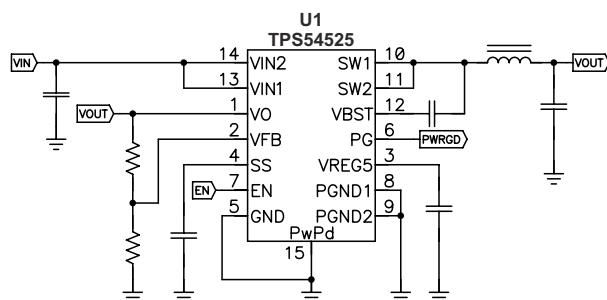 U1
TPS54525
VIN 14 VIN2 SW1 10 VOUT
13 VIN1 SW2 11
VOUT 1 VO VBST 12
2 VFB PG 6 PWRGD
4 SS VREG5 3
EN 7 EN PGND1 8
5 GND PGND2 9
PwPd
15